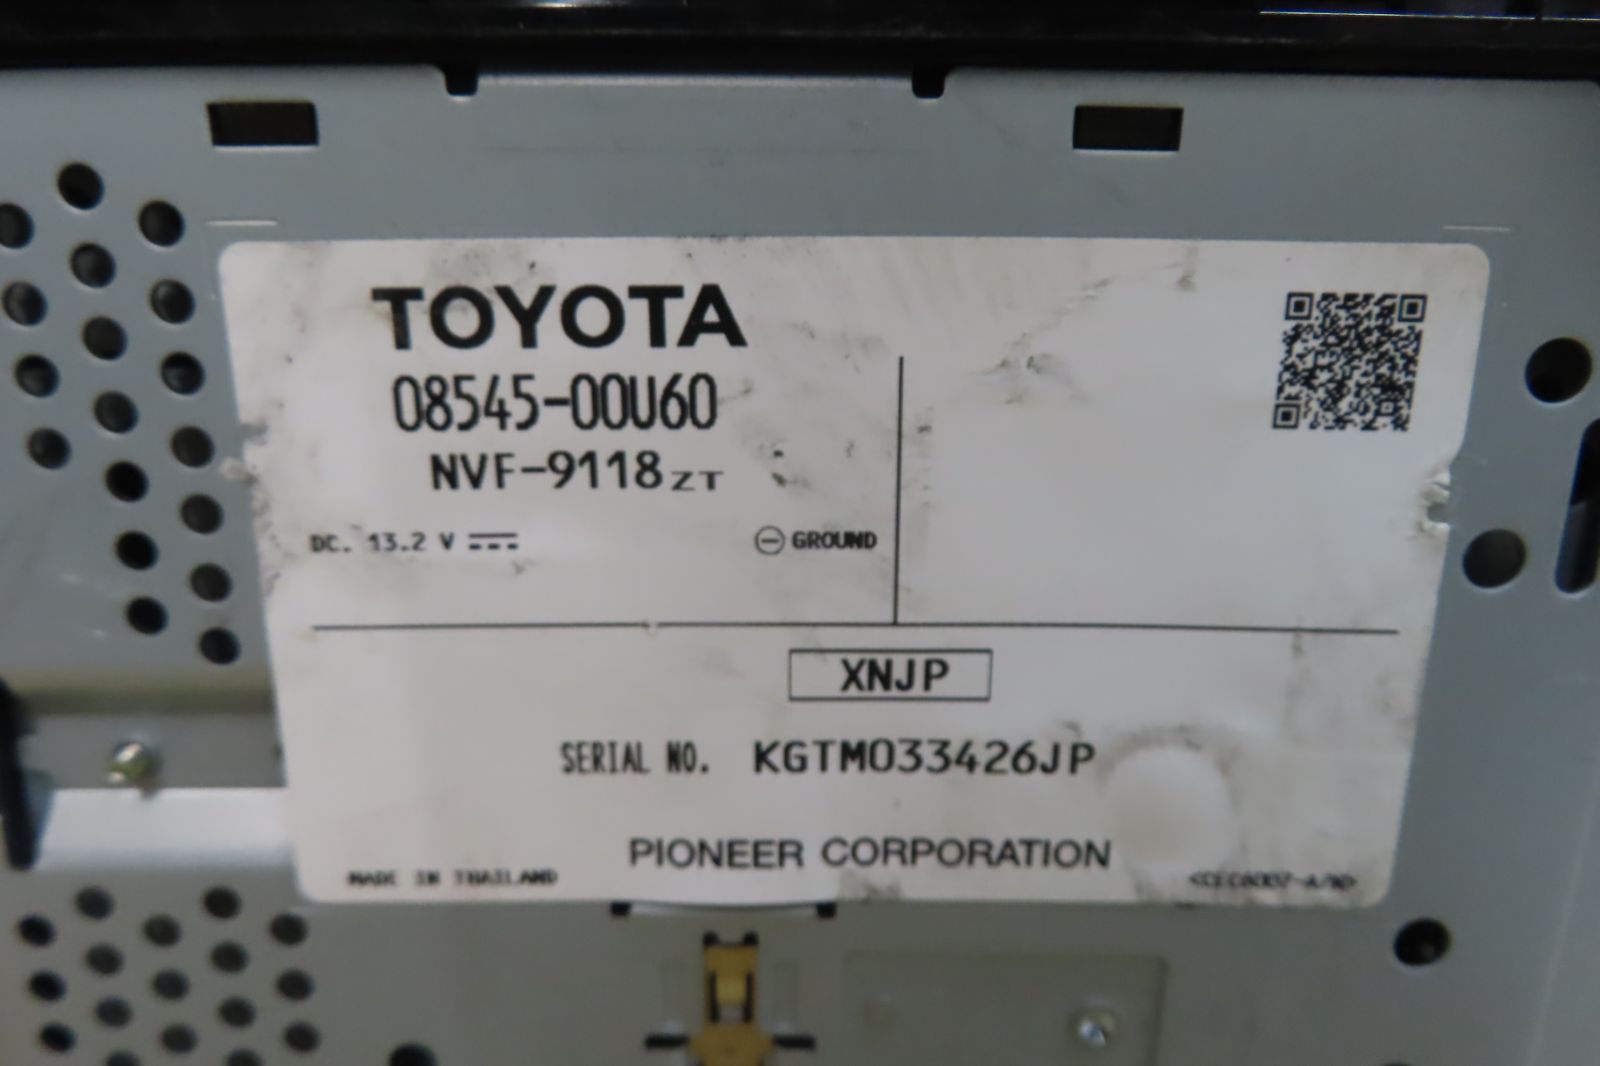 TOYOTA
08545-00U60
NVF-9118ZT
DC. 13.2 V
GROUND
XNJP
SERIAL NO. KGTM033426JP
PIONEER CORPORATION
MADE IN THAILAND